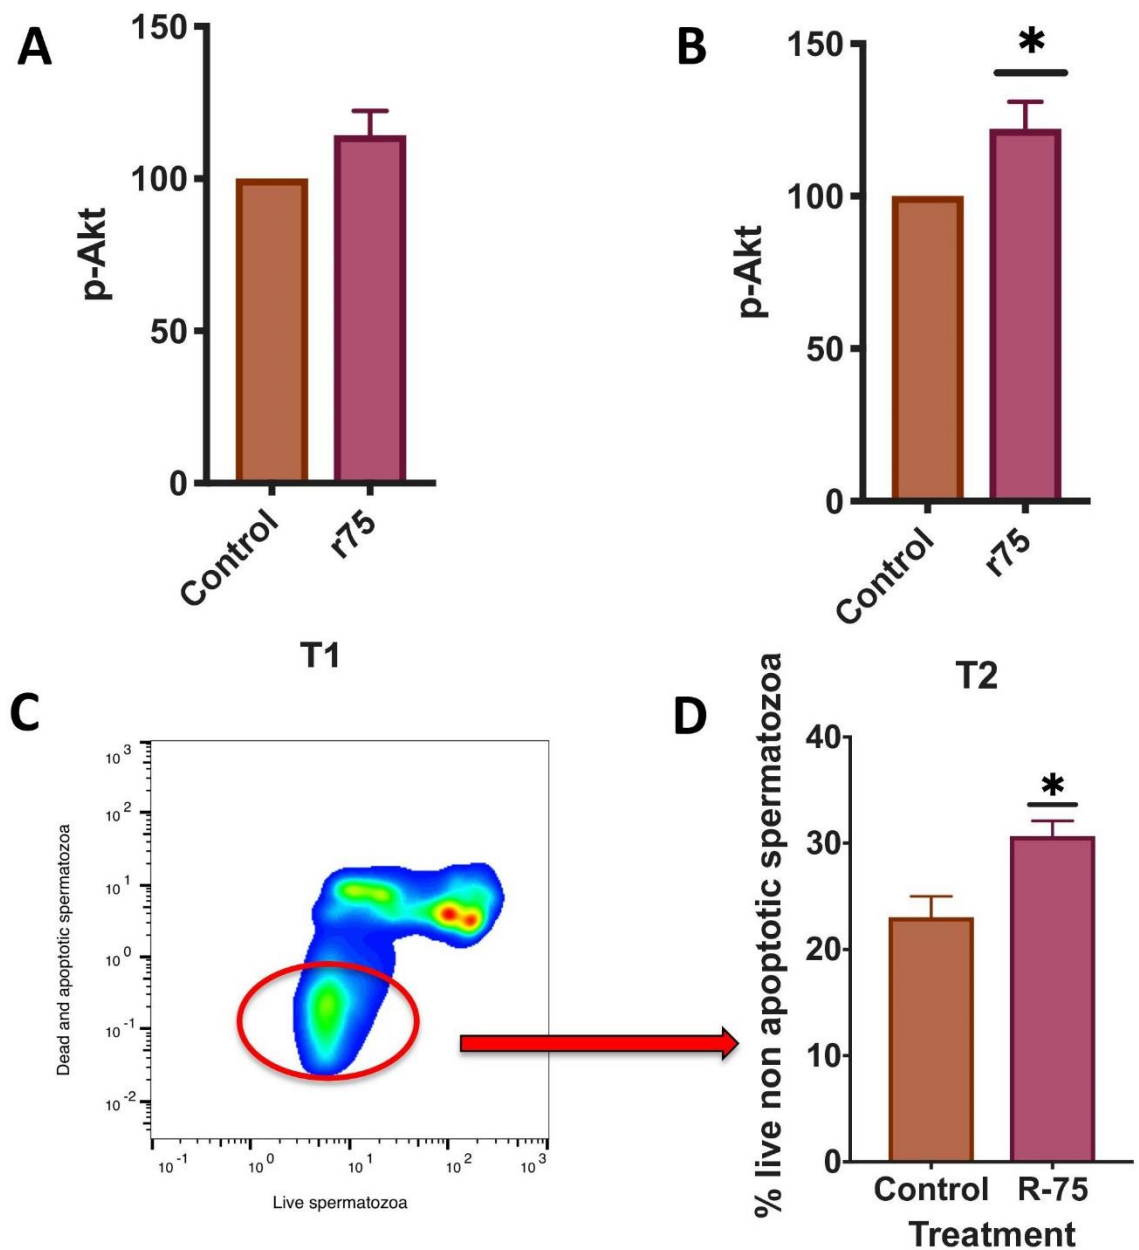 A
150
100
50
0
p-Akt
Control
r75
T1
B
150
*
100
50
0
p-Akt
Control
r75
T2
C
10 3
10 2
10 1
10 0
10 -1
10 -2
Dead and apoptotic spermatozoa
10 -1
10 0
10 1
10 2
10 3
Live spermatozoa
D
40
*
30
20
10
0
% live non apoptotic spermatozoa
Control R-75
Treatment